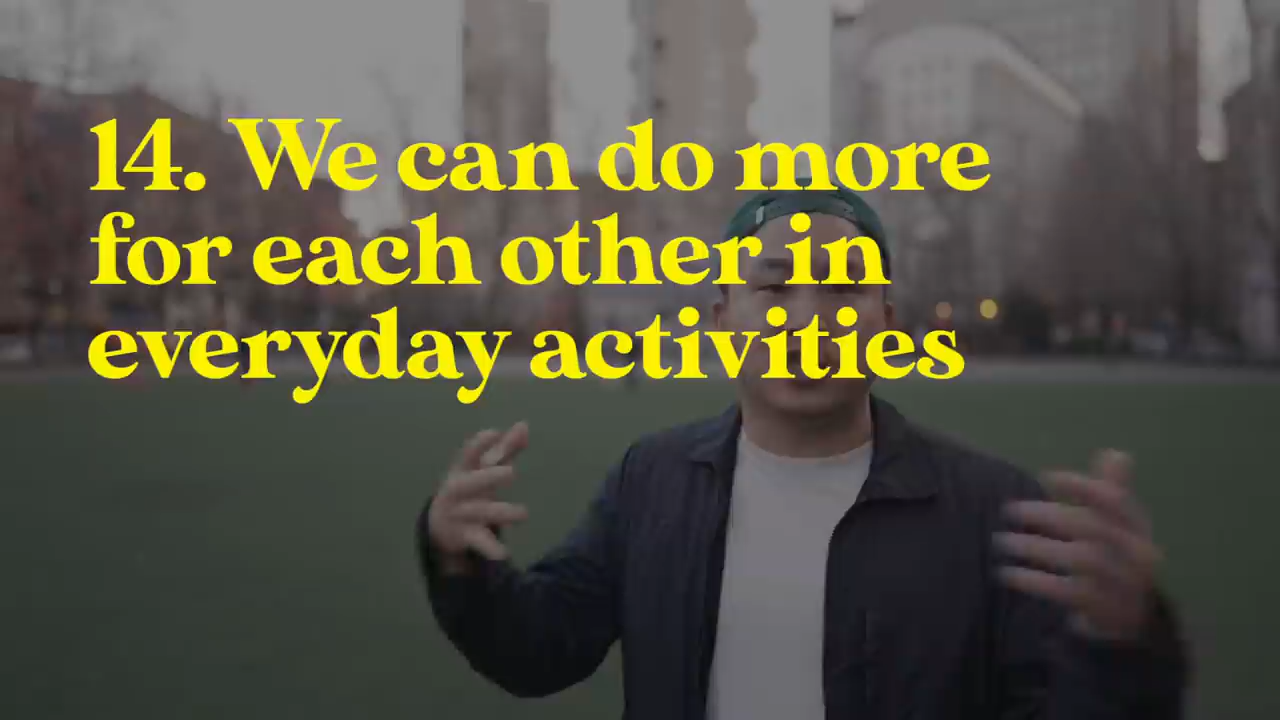 14. We can do more
for each other in
everyday activities